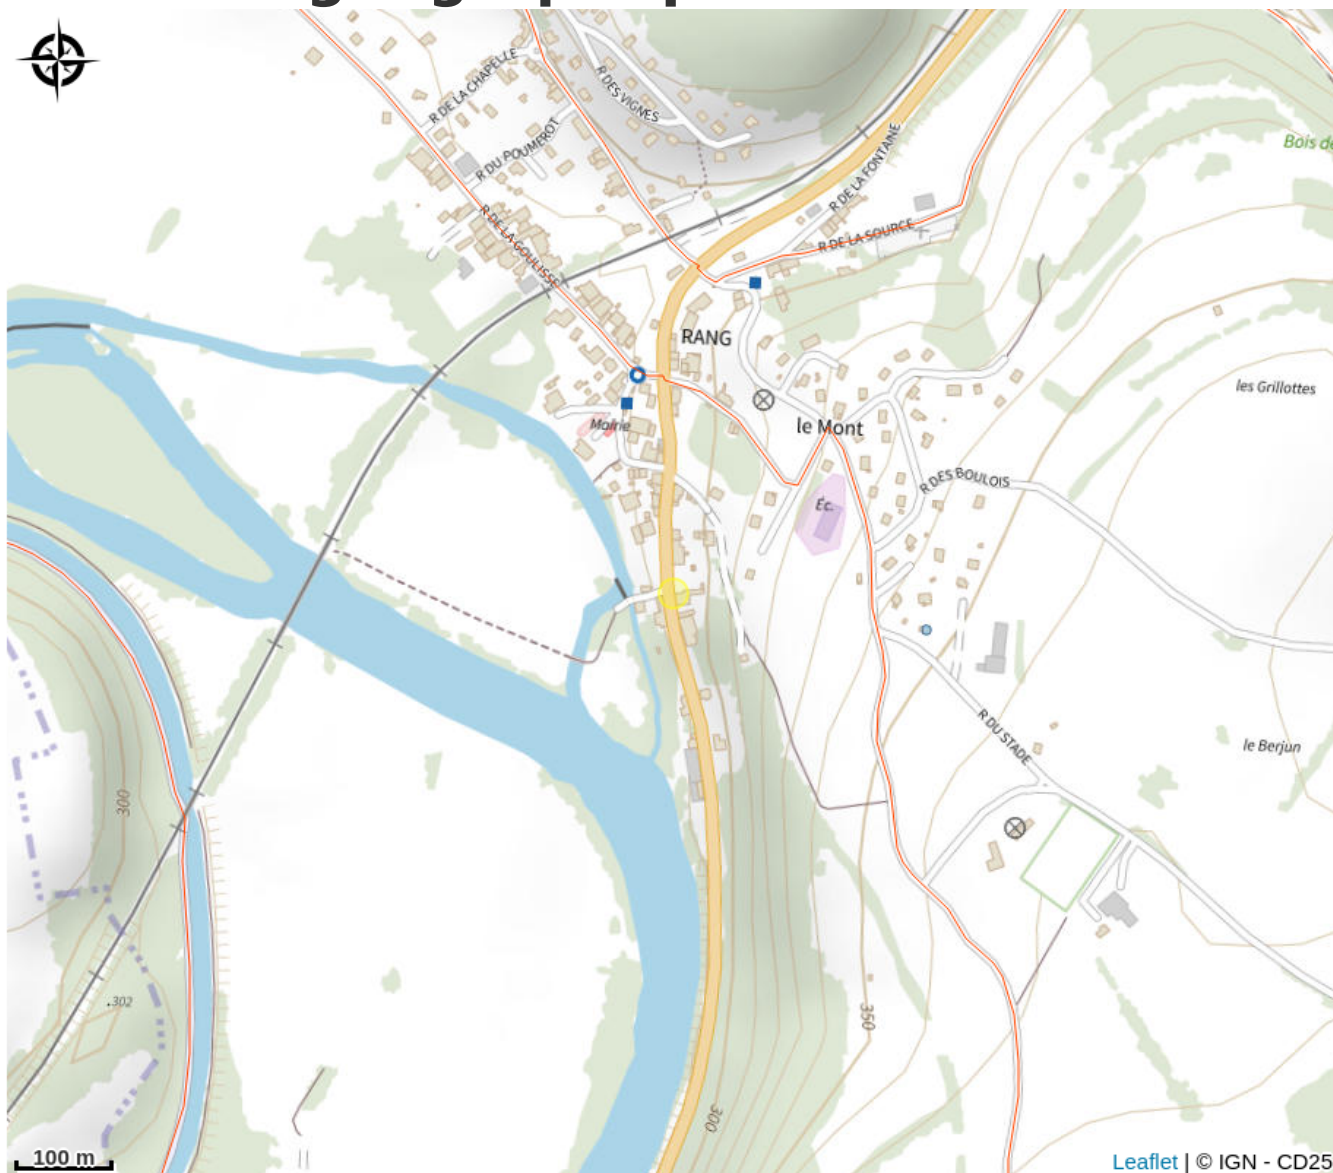 R DE LA CHAPELLE
R DES VIGNES
R DU POUMEROT
R DE LA FONTAINE
Bois de
R DE LA GOULISSE
R DE LA SOURCE
RANG
les Grillottes
Mairie
le Mont
R DES BOULOIS
Éc.
R DU STADE
le Berjun
300
.302
350
300
100 m
Leaflet | © IGN - CD25